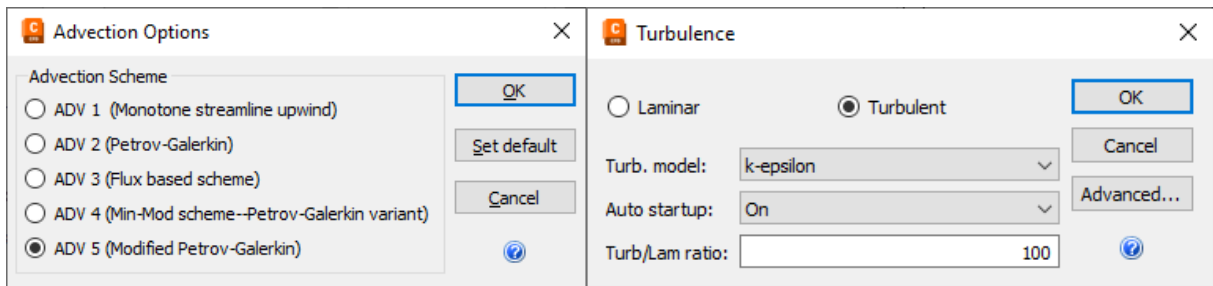 Advection Options
Advection Scheme
ADV 1 (Monotone streamline upwind)
ADV 2 (Petrov-Galerkin)
ADV 3 (Flux based scheme)
ADV 4 (Min-Mod scheme--Petrov-Galerkin variant)
ADV 5 (Modified Petrov-Galerkin)
OK
Set default
Cancel
Turbulence
Laminar
Turbulent
Turb. model:
k-epsilon
Auto startup:
On
Turb/Lam ratio:
100
OK
Cancel
Advanced...